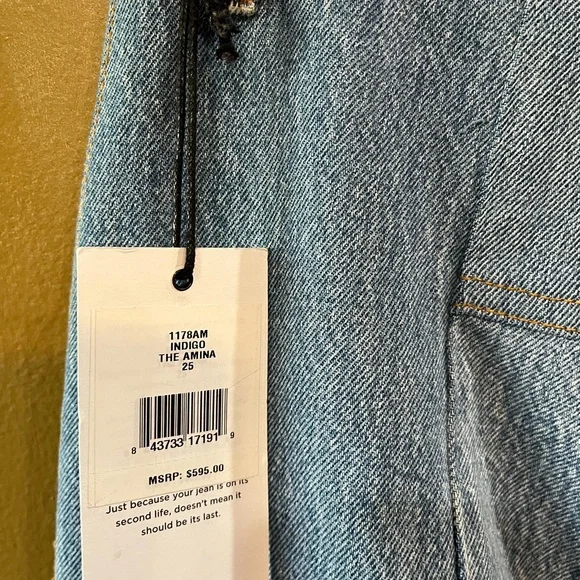 1178AM
INDIGO
THE AMINA
25
8 43733 17191 9
MSRP: $595.00
Just because your jean is on its
second life, doesn't mean it
should be its last.